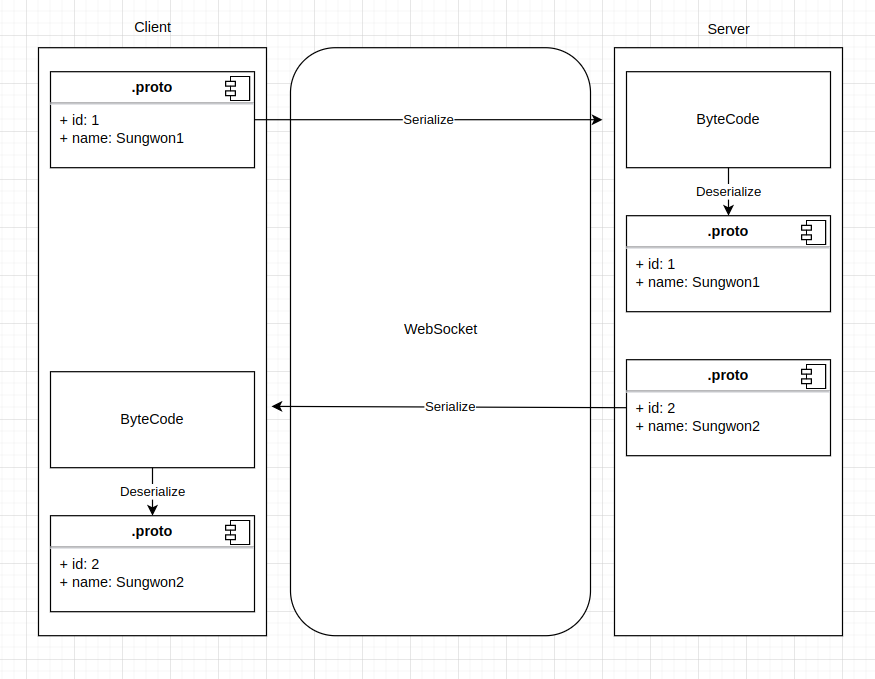 Client
Server
.proto
+ id: 1
+ name: Sungwon1
Serialize
ByteCode
Deserialize
.proto
+ id: 1
+ name: Sungwon1
WebSocket
.proto
+ id: 2
+ name: Sungwon2
Serialize
ByteCode
Deserialize
.proto
+ id: 2
+ name: Sungwon2